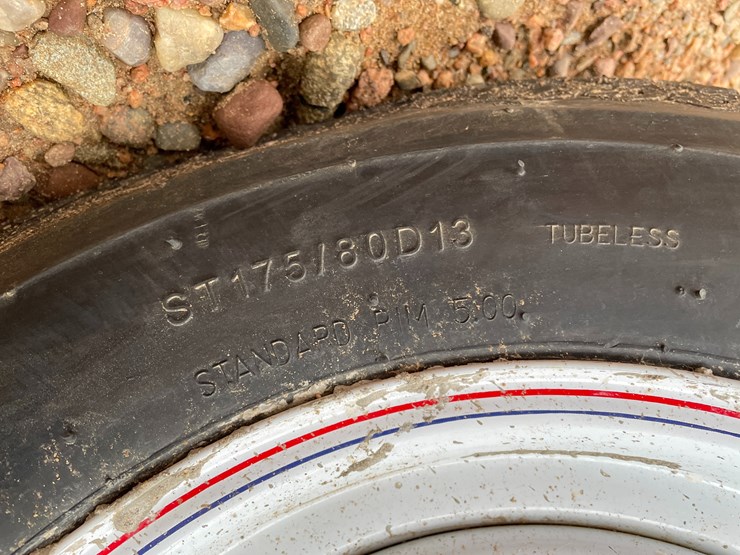 ST175/80D13
TUBELESS
STANDARD RIM 5.00